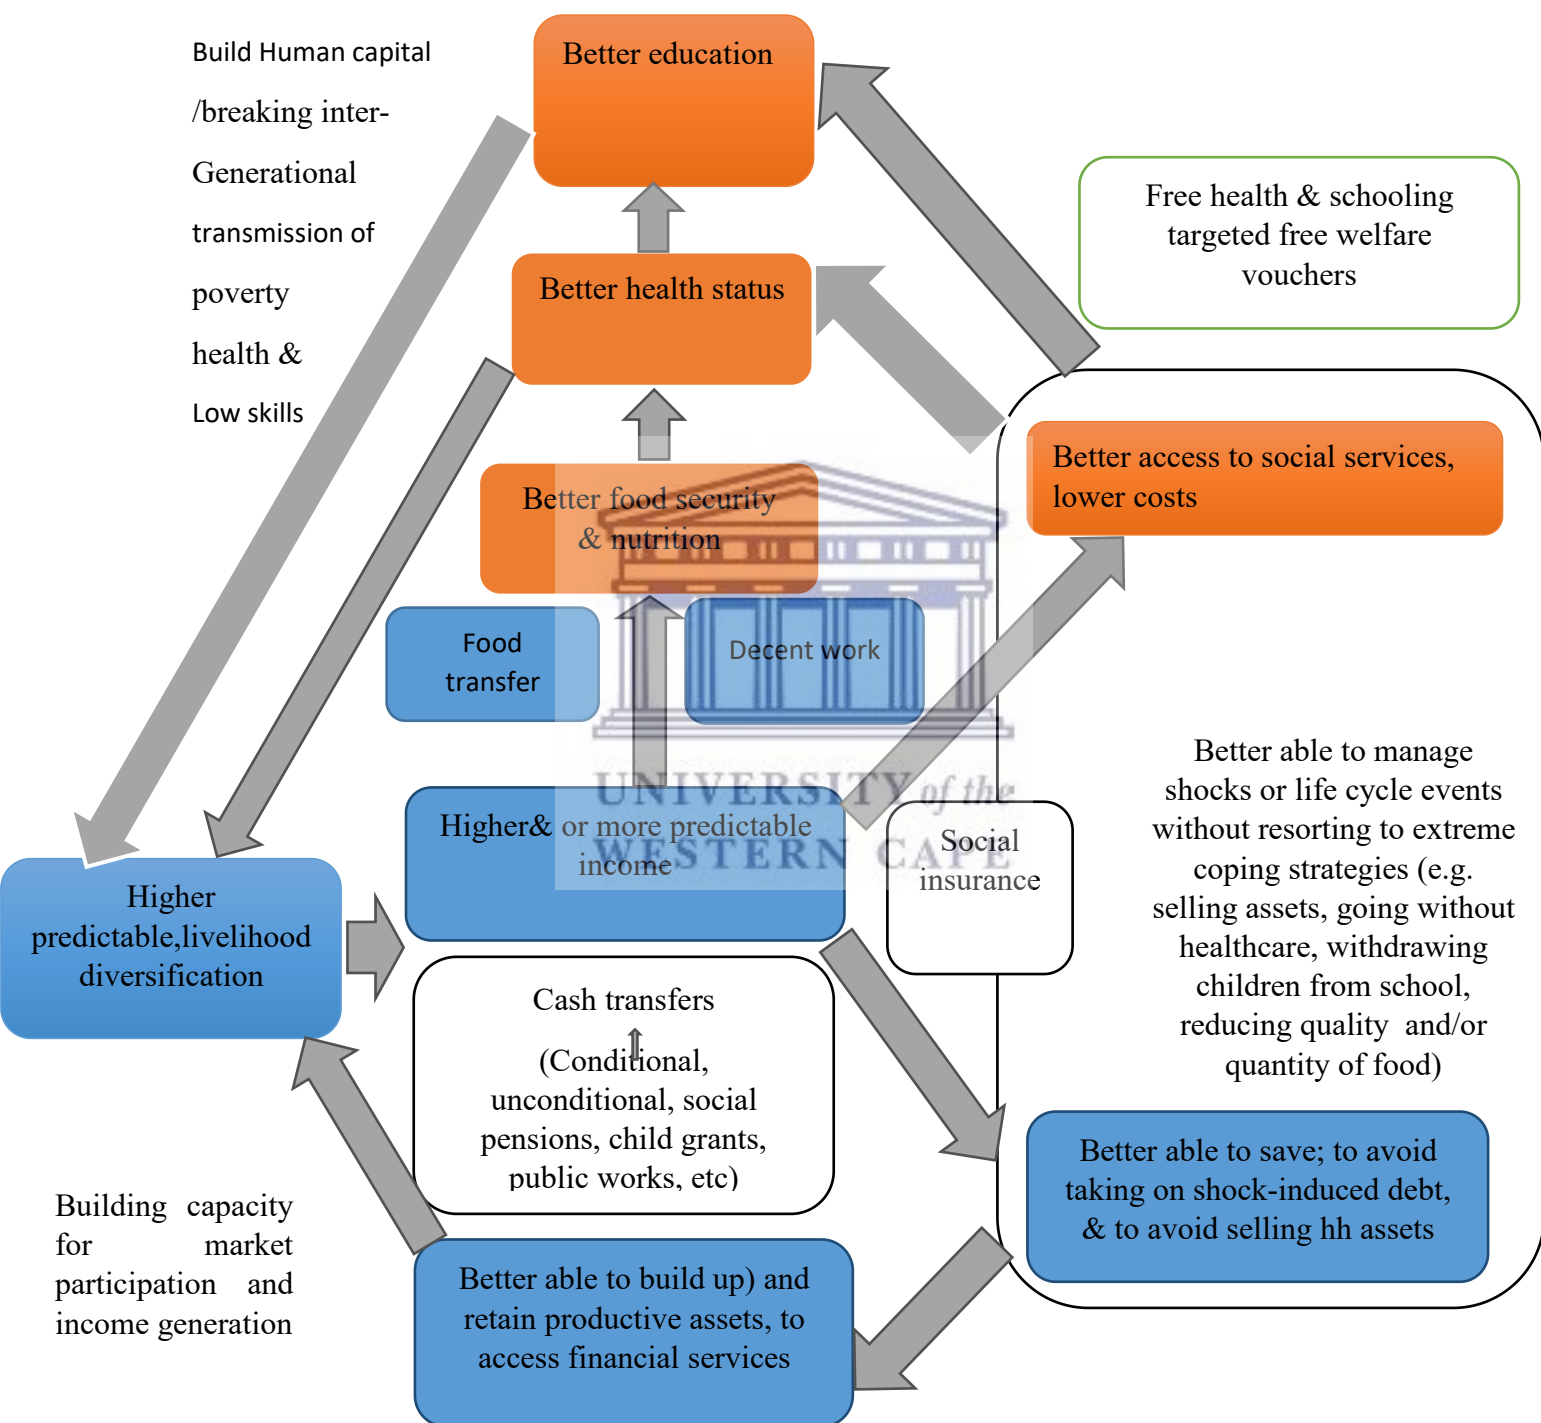 Build Human capital
/breaking inter-
Generational
transmission of
poverty
health &
Low skills
Better education
Free health & schooling
targeted free welfare
vouchers
Better health status
Better access to social services,
lower costs
Better food security
& nutrition
Food
transfer
Decent work
UNIVERSITY of the
WESTERN CAPE
Higher& or more predictable
income
Social
insurance
Better able to manage
shocks or life cycle events
without resorting to extreme
coping strategies (e.g.
selling assets, going without
healthcare, withdrawing
children from school,
reducing quality and/or
quantity of food)
Higher
predictable,livelihood
diversification
Cash transfers
(Conditional,
unconditional, social
pensions, child grants,
public works, etc)
Better able to save; to avoid
taking on shock-induced debt,
& to avoid selling hh assets
Building capacity
for market
participation and
income generation
Better able to build up) and
retain productive assets, to
access financial services